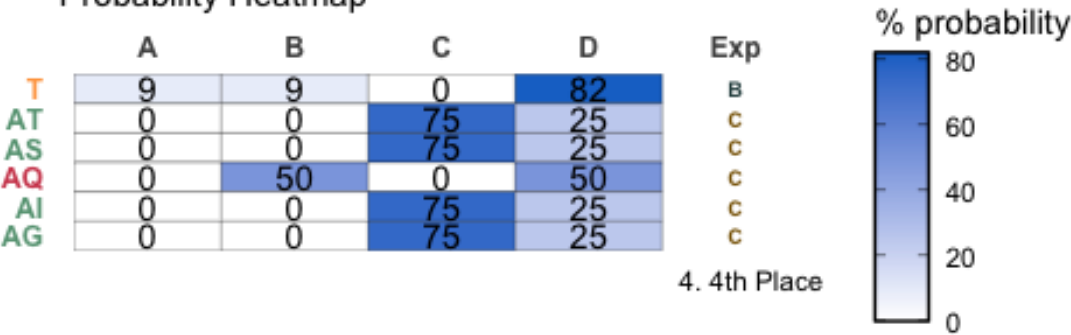 Probability Heatmap
% probability
A B C D Exp
T 9 9 0 82 B
AT 0 0 75 25 C
AS 0 0 75 25 C
AQ 0 50 0 50 C
AI 0 0 75 25 C
AG 0 0 75 25 C
4. 4th Place
80
60
40
20
0